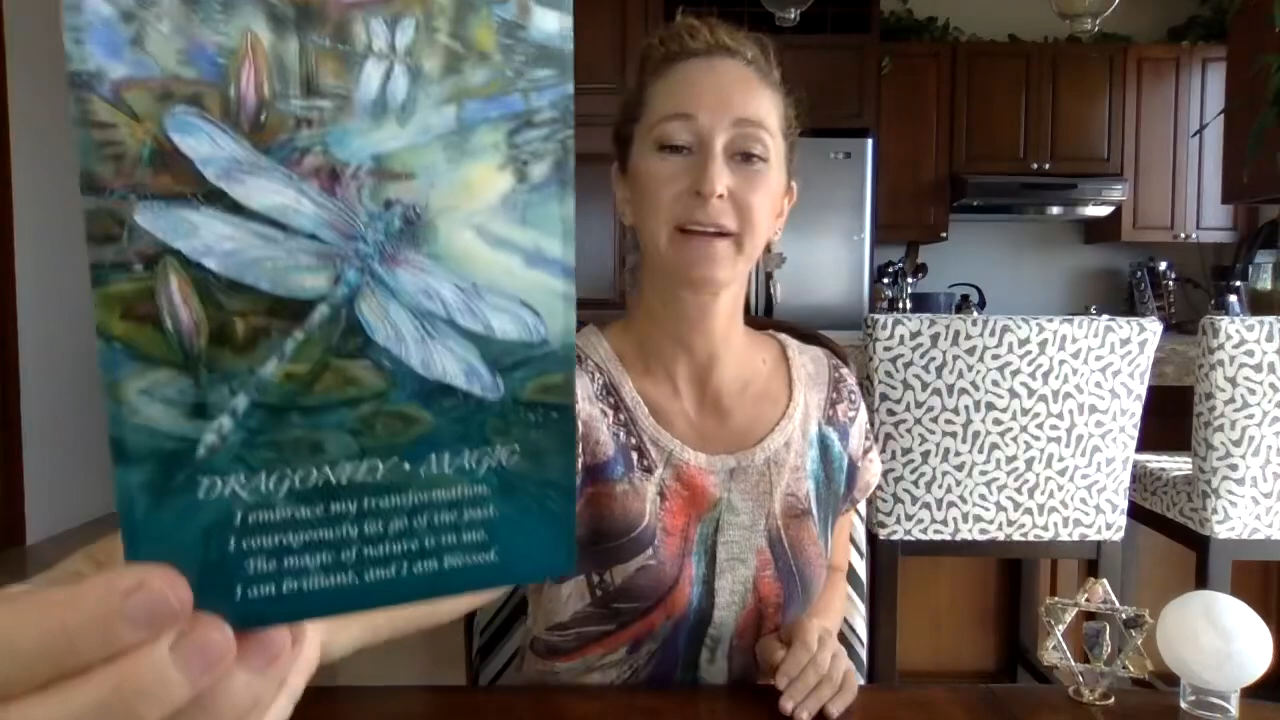 DRAGONFLY • MAGIC
I embrace my transformation.
I courageously let go of the past.
The magic of nature is in me.
I am Brilliant, and I am Blessed.